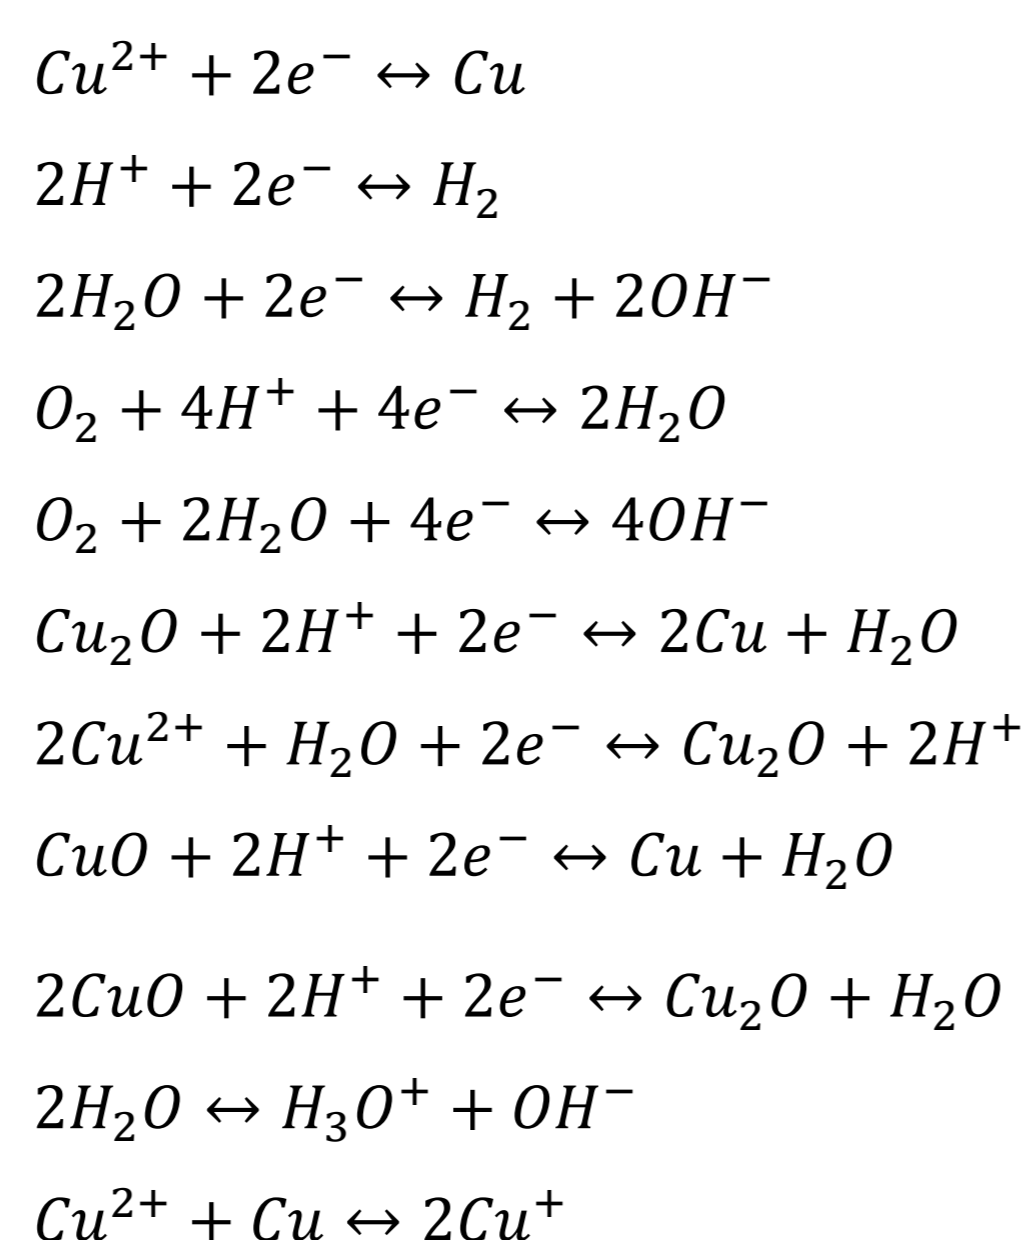 Cu²⁺ + 2e⁻ ↔ Cu
2H⁺ + 2e⁻ ↔ H₂
2H₂O + 2e⁻ ↔ H₂ + 2OH⁻
O₂ + 4H⁺ + 4e⁻ ↔ 2H₂O
O₂ + 2H₂O + 4e⁻ ↔ 4OH⁻
Cu₂O + 2H⁺ + 2e⁻ ↔ 2Cu + H₂O
2Cu²⁺ + H₂O + 2e⁻ ↔ Cu₂O + 2H⁺
CuO + 2H⁺ + 2e⁻ ↔ Cu + H₂O
2CuO + 2H⁺ + 2e⁻ ↔ Cu₂O + H₂O
2H₂O ↔ H₃O⁺ + OH⁻
Cu²⁺ + Cu ↔ 2Cu⁺